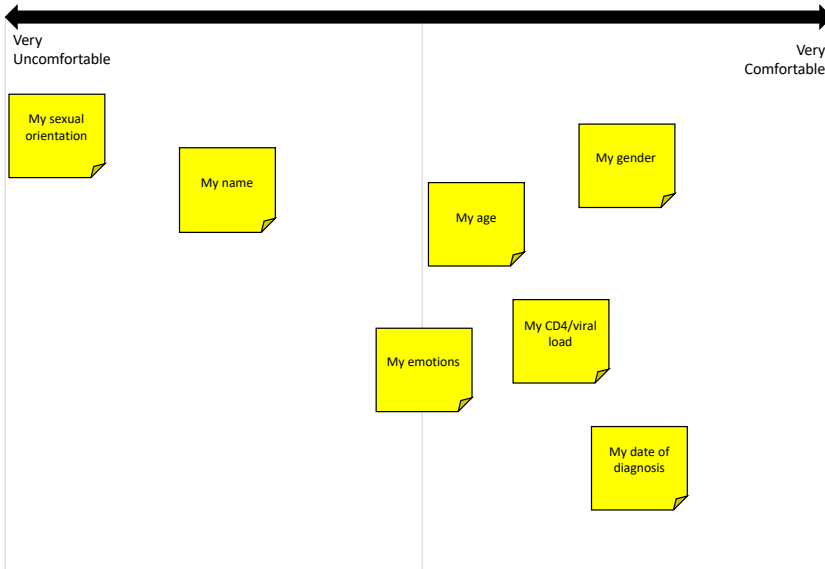 Very
Uncomfortable
Very
Comfortable
My sexual
orientation
My name
My gender
My age
My CD4/viral
load
My emotions
My date of
diagnosis